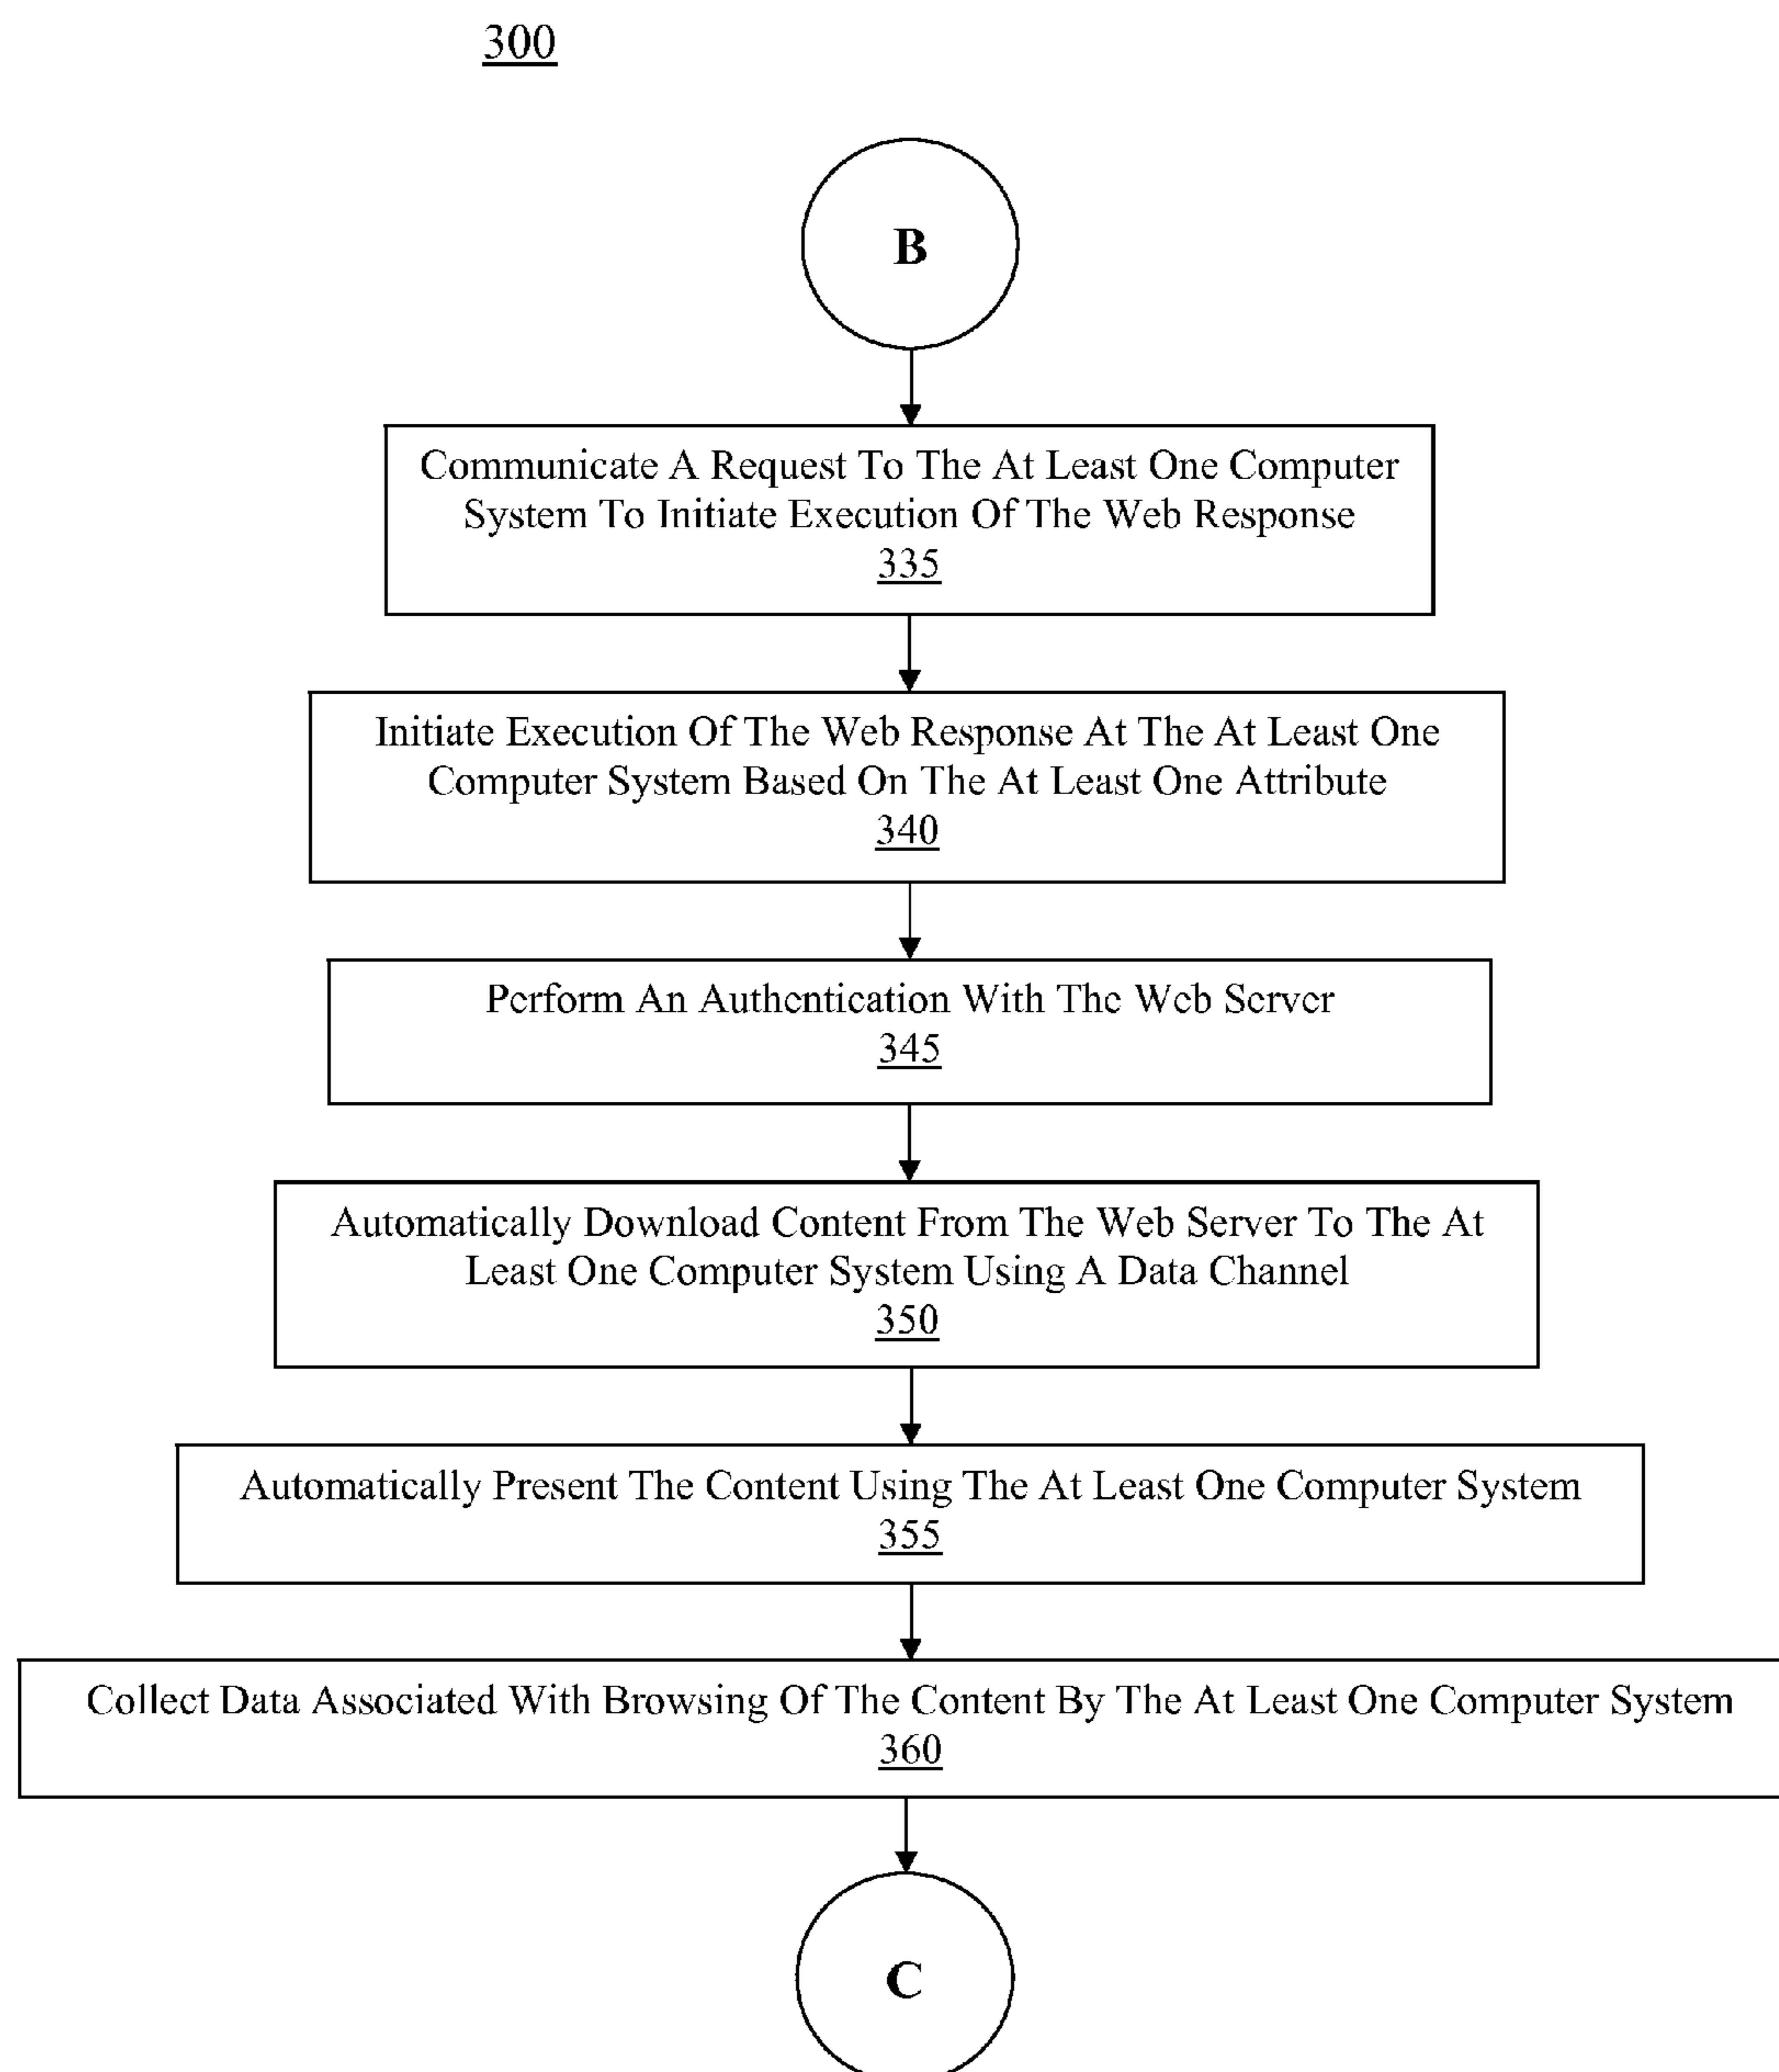 300
B
Communicate A Request To The At Least One Computer
System To Initiate Execution Of The Web Response
335
Initiate Execution Of The Web Response At The At Least One
Computer System Based On The At Least One Attribute
340
Perform An Authentication With The Web Server
345
Automatically Download Content From The Web Server To The At
Least One Computer System Using A Data Channel
350
Automatically Present The Content Using The At Least One Computer System
355
Collect Data Associated With Browsing Of The Content By The At Least One Computer System
360
C